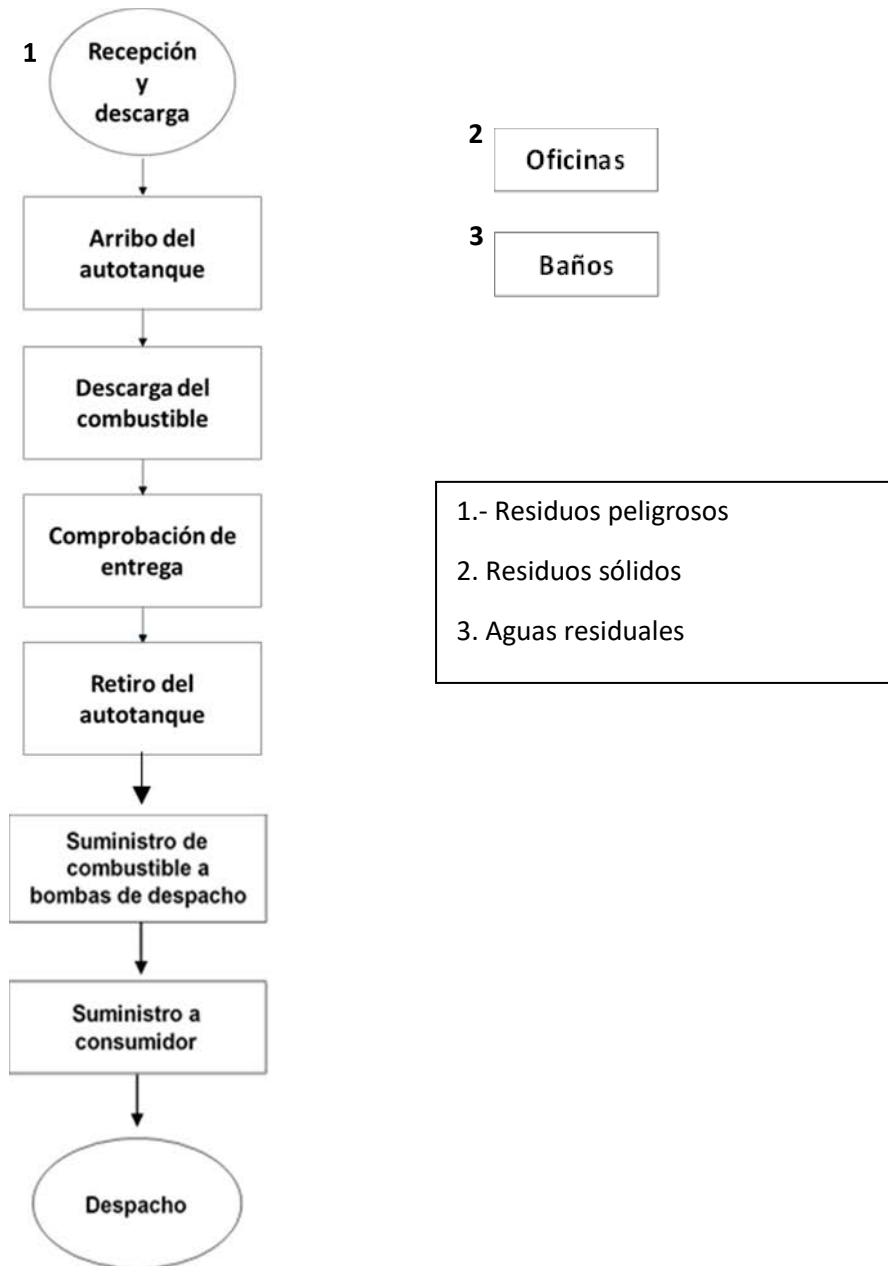 1
Recepción
y
descarga
Arribo del
autotanque
Descarga del
combustible
Comprobación de
entrega
Retiro del
autotanque
Suministro de
combustible a
bombas de despacho
Suministro a
consumidor
Despacho
2
Oficinas
3
Baños
1.- Residuos peligrosos
2. Residuos sólidos
3. Aguas residuales